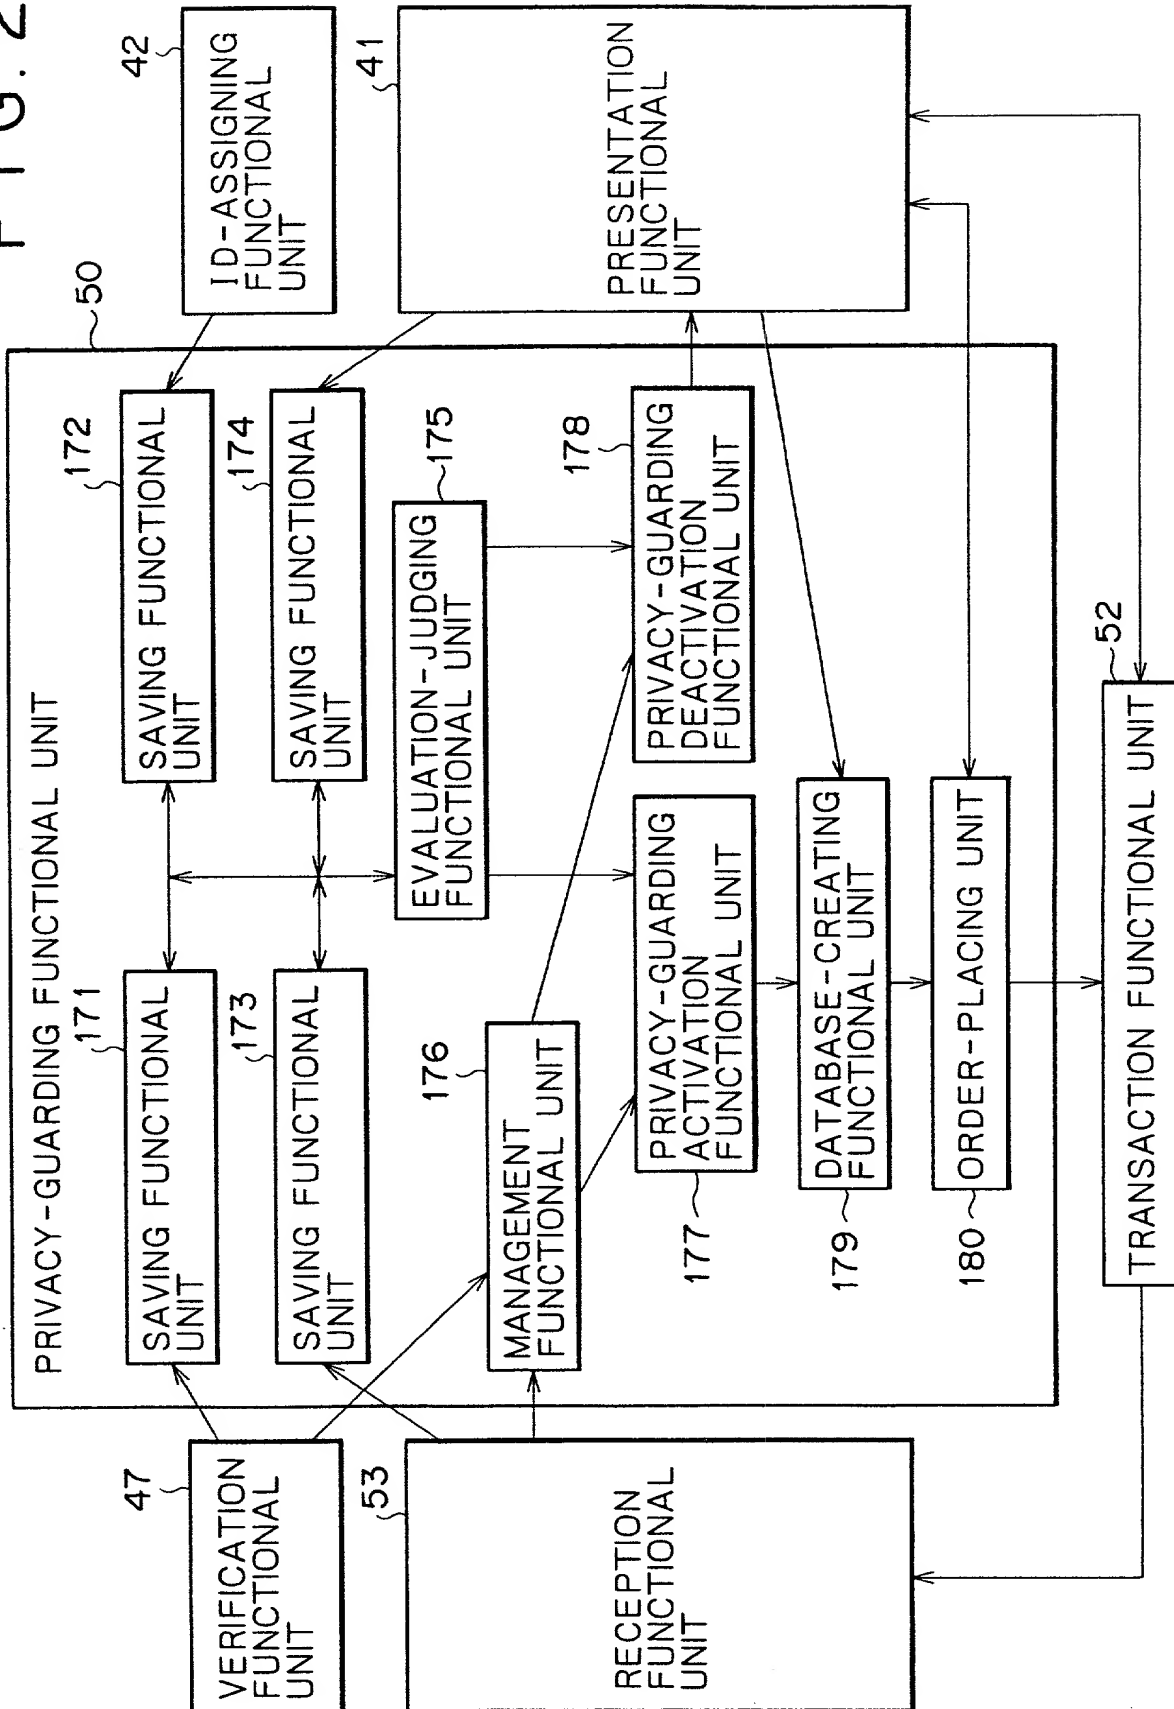 FIG. 2
PRIVACY-GUARDING FUNCTIONAL UNIT
50
47
VERIFICATION
FUNCTIONAL
UNIT
171
SAVING FUNCTIONAL
UNIT
172
SAVING FUNCTIONAL
UNIT
42
ID-ASSIGNING
FUNCTIONAL
UNIT
173
SAVING FUNCTIONAL
UNIT
174
SAVING FUNCTIONAL
UNIT
53
RECEPTION
FUNCTIONAL
UNIT
41
PRESENTATION
FUNCTIONAL
UNIT
175
EVALUATION-JUDGING
FUNCTIONAL UNIT
176
MANAGEMENT
FUNCTIONAL UNIT
177
PRIVACY-GUARDING
ACTIVATION
FUNCTIONAL UNIT
178
PRIVACY-GUARDING
DEACTIVATION
FUNCTIONAL UNIT
179
DATABASE-CREATING
FUNCTIONAL UNIT
180
ORDER-PLACING UNIT
52
TRANSACTION FUNCTIONAL UNIT